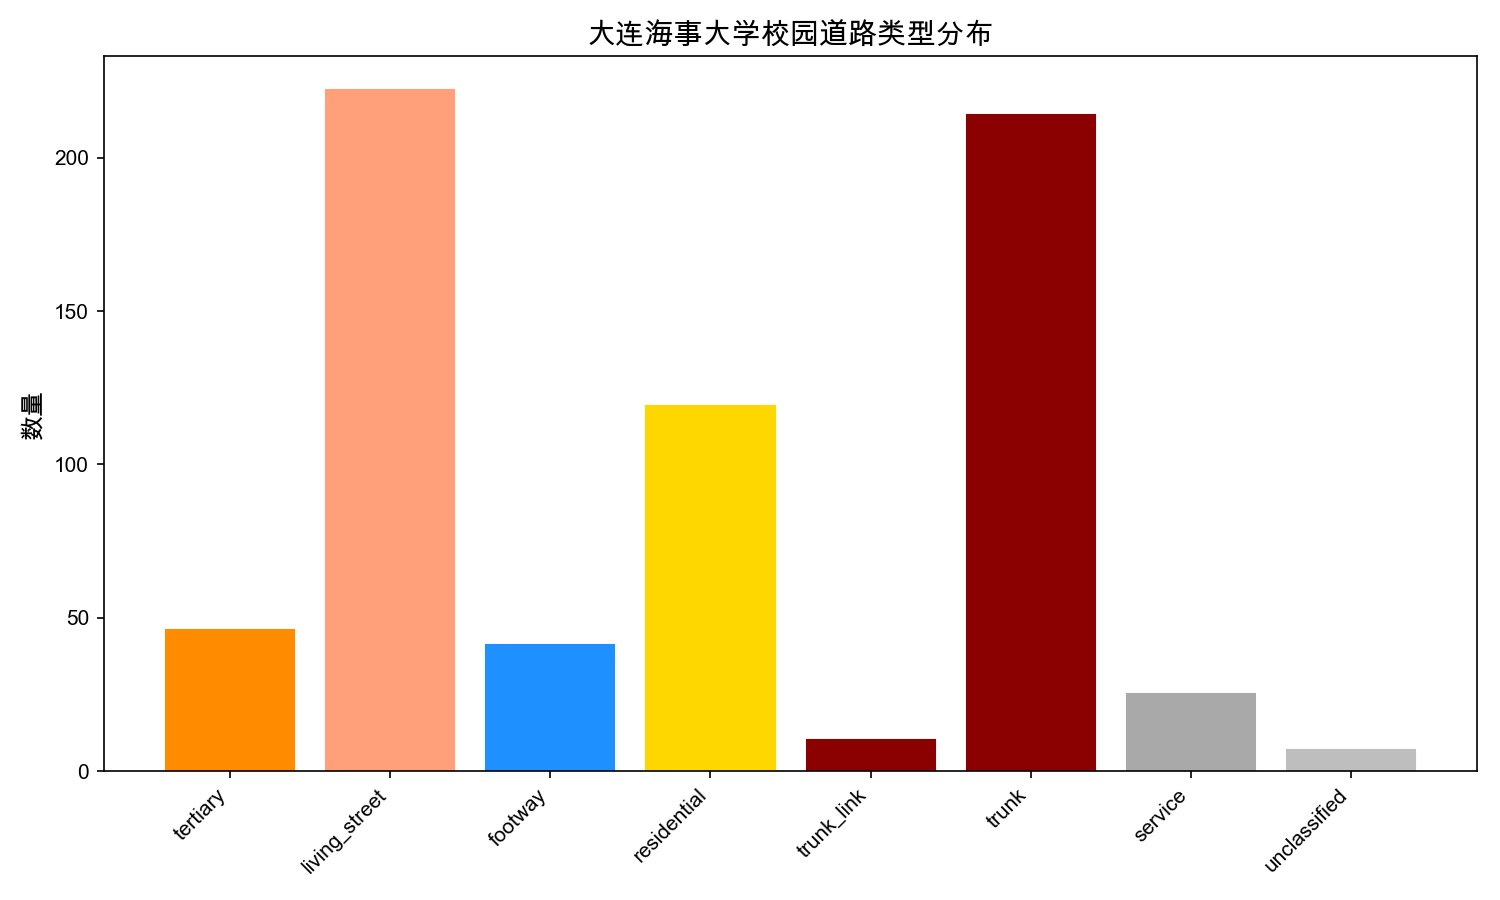 大连海事大学校园道路类型分布
数量
200
150
100
50
0
tertiary
living_street
footway
residential
trunk_link
trunk
service
unclassified